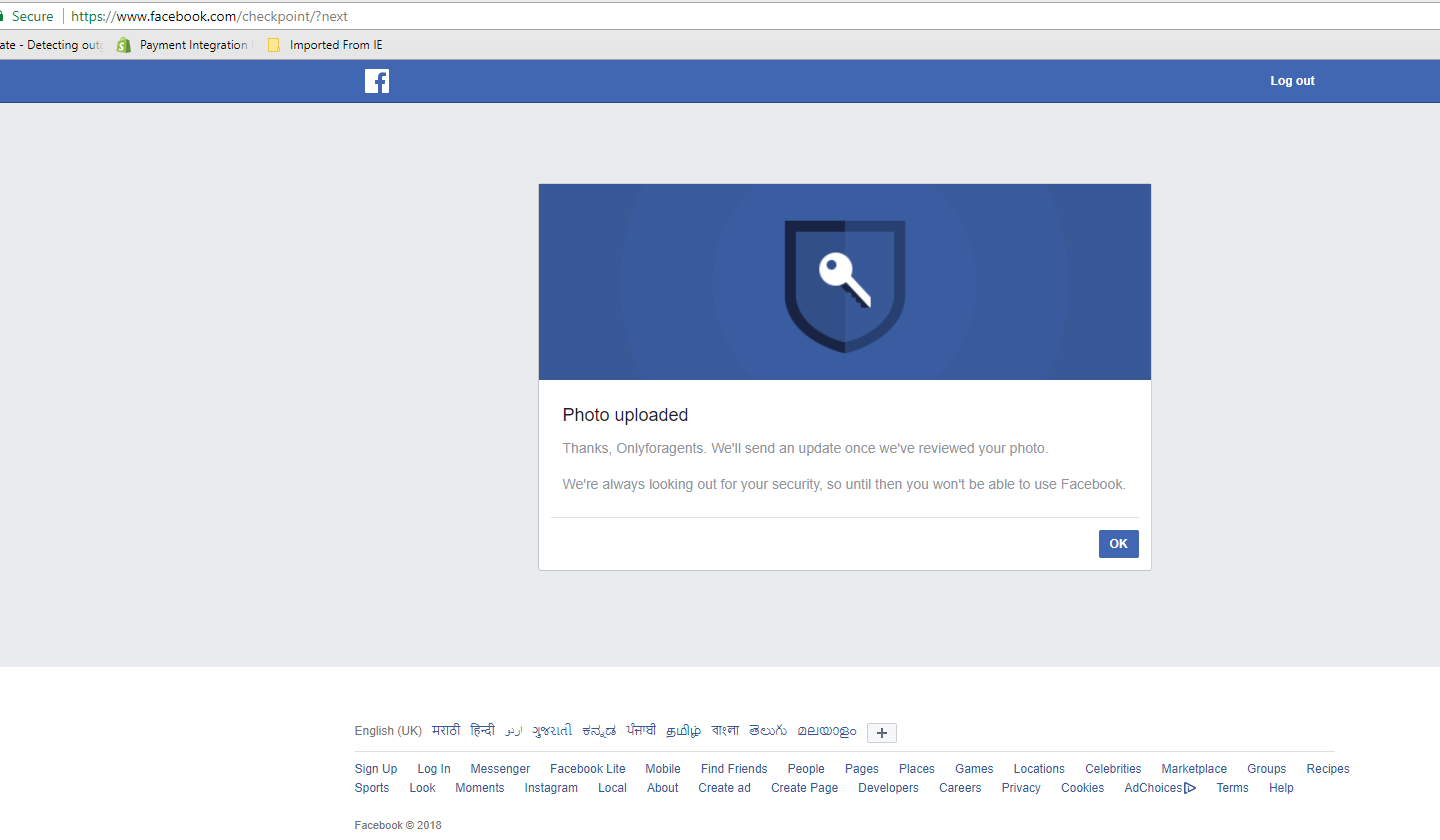 Secure https://www.facebook.com/checkpoint/?next
ate - Detecting out Payment Integration Imported From IE
Log out
Photo uploaded
Thanks, Onlyforagents. We'll send an update once we've reviewed your photo.
We're always looking out for your security, so until then you won't be able to use Facebook.
OK
English (UK) मराठी हिन्दी اردو ગુજરાતી ಕನ್ನಡ ਪੰਜਾਬੀ தமிழ் বাংলা తెలుగు മലയാളം +
Sign Up Log In Messenger Facebook Lite Mobile Find Friends People Pages Places Games Locations Celebrities Marketplace Groups Recipes
Sports Look Moments Instagram Local About Create ad Create Page Developers Careers Privacy Cookies AdChoices Terms Help
Facebook © 2018